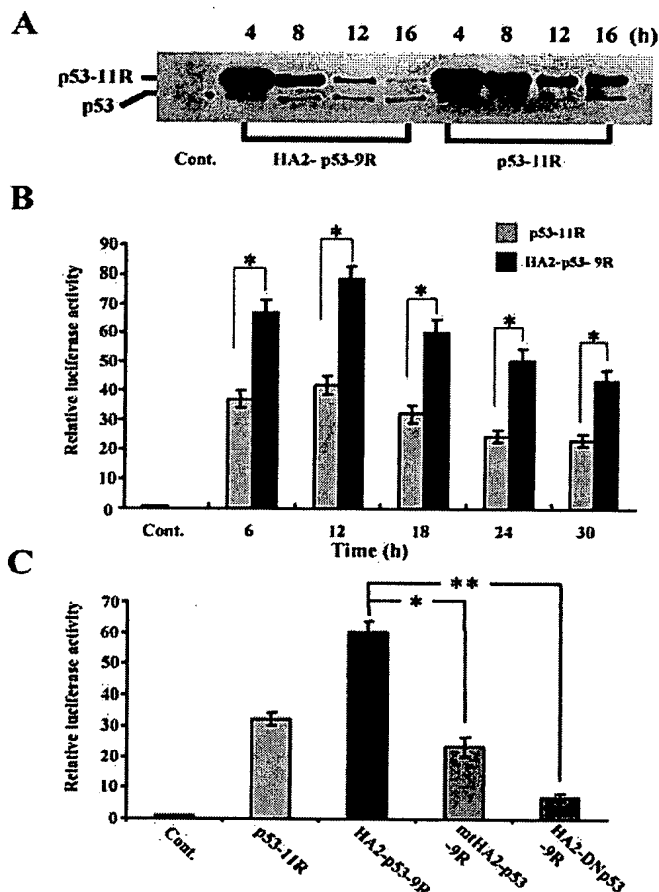 A
4 8 12 16 4 8 12 16 (h)
p53-11R
p53
Cont. HA2- p53-9R p53-11R
B
Relative luciferase activity
90
80
70
60
50
40
30
20
10
0
* * * * *
p53-11R
HA2-p53- 9R
Cont. 6 12 18 24 30
Time (h)
C
Relative luciferase activity
70
60
50
40
30
20
10
0
**
*
Cont.
p53-11R
HA2-p53-9R
mtHA2-p53
-9R
HA2-DNp53
-9R